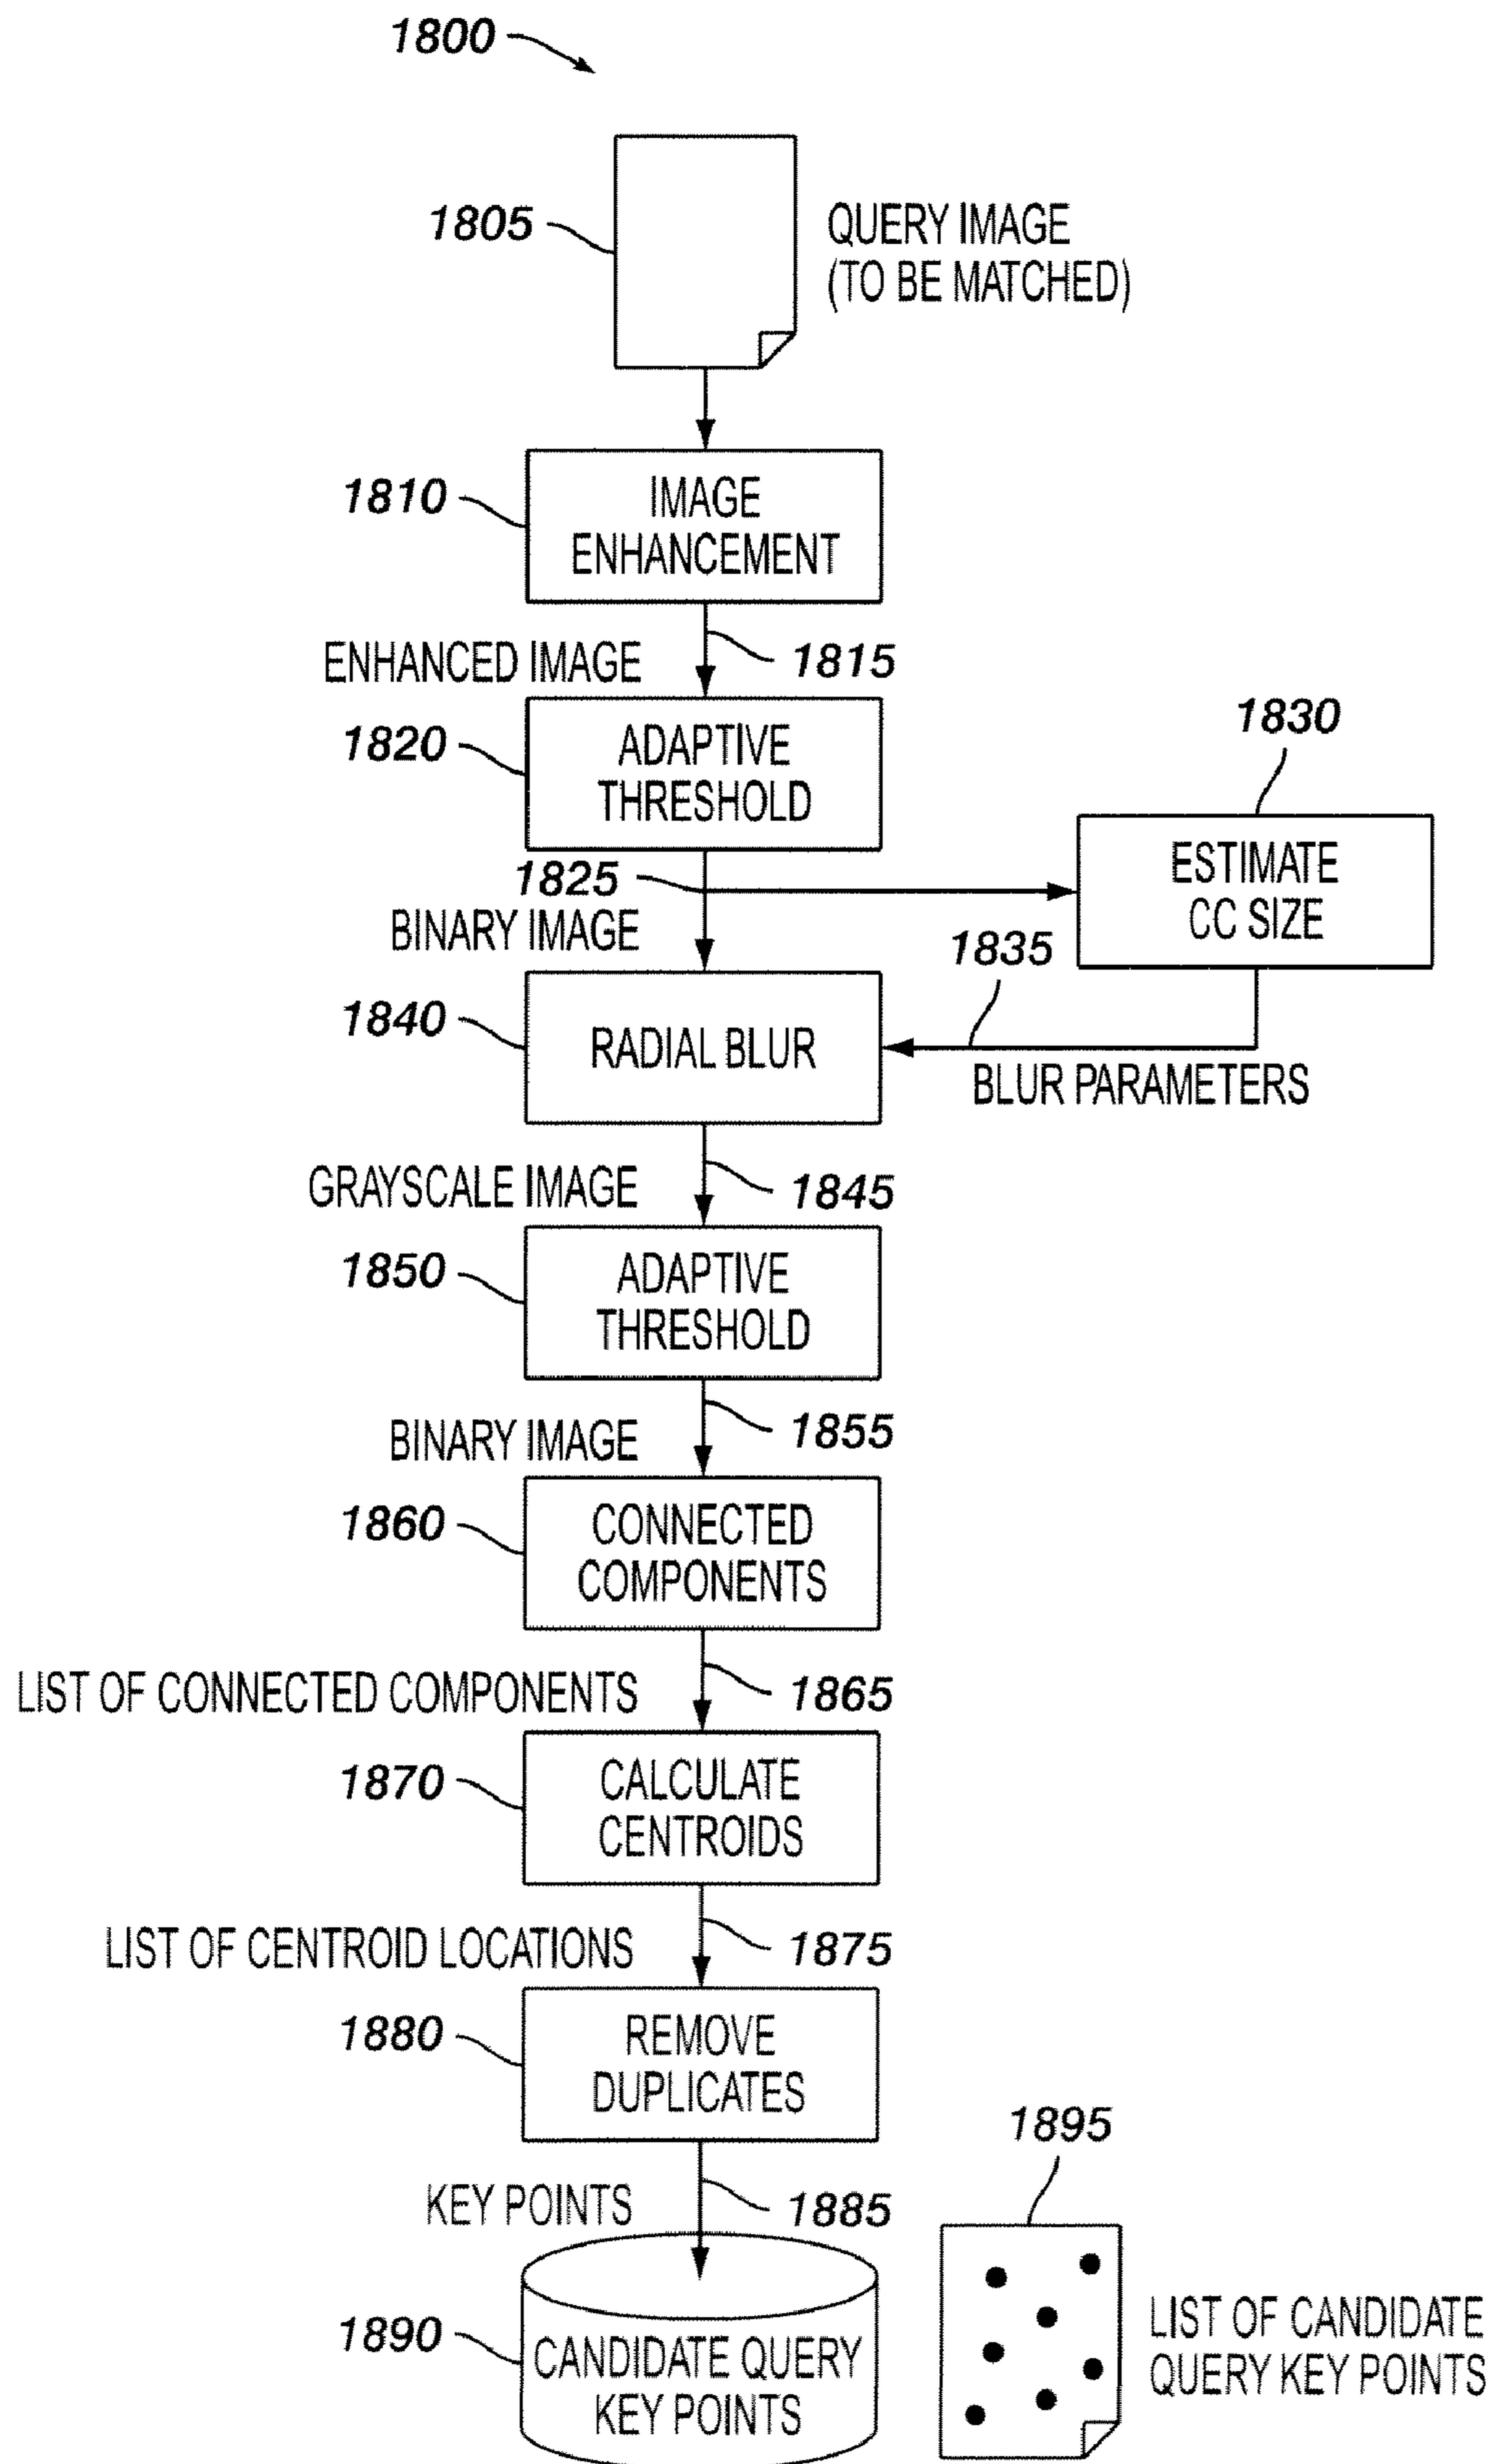 1800
1805
QUERY IMAGE
(TO BE MATCHED)
1810
IMAGE
ENHANCEMENT
ENHANCED IMAGE
1815
1820
ADAPTIVE
THRESHOLD
1830
ESTIMATE
CC SIZE
1825
BINARY IMAGE
1835
1840
RADIAL BLUR
BLUR PARAMETERS
GRAYSCALE IMAGE
1845
1850
ADAPTIVE
THRESHOLD
BINARY IMAGE
1855
1860
CONNECTED
COMPONENTS
LIST OF CONNECTED COMPONENTS
1865
1870
CALCULATE
CENTROIDS
LIST OF CENTROID LOCATIONS
1875
1880
REMOVE
DUPLICATES
KEY POINTS
1885
1895
1890
CANDIDATE QUERY
KEY POINTS
LIST OF CANDIDATE
QUERY KEY POINTS